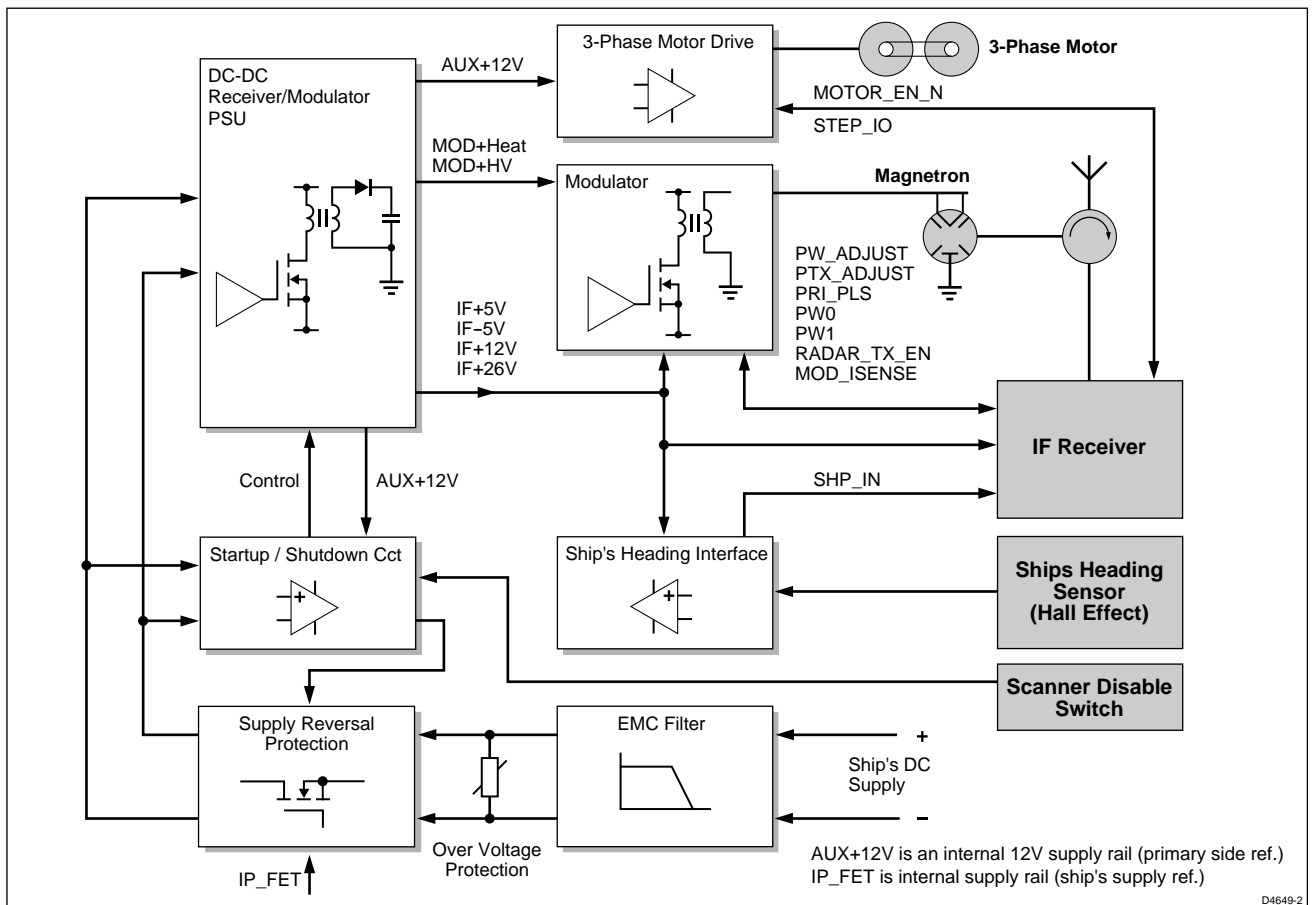 3-Phase Motor Drive
3-Phase Motor
DC-DC
Receiver/Modulator
PSU
AUX+12V
MOTOR_EN_N
STEP_IO
MOD+Heat
MOD+HV
Modulator
Magnetron
PW_ADJUST
PTX_ADJUST
PRI_PLS
PW0
PW1
RADAR_TX_EN
MOD_ISENSE
IF+5V
IF–5V
IF+12V
IF+26V
IF Receiver
Control
AUX+12V
SHP_IN
Startup / Shutdown Cct
+
Ship's Heading Interface
+
Ships Heading
Sensor
(Hall Effect)
Scanner Disable
Switch
Supply Reversal
Protection
EMC Filter
+
Ship's DC
Supply
–
Over Voltage
Protection
IP_FET
AUX+12V is an internal 12V supply rail (primary side ref.)
IP_FET is internal supply rail (ship's supply ref.)
D4649-2